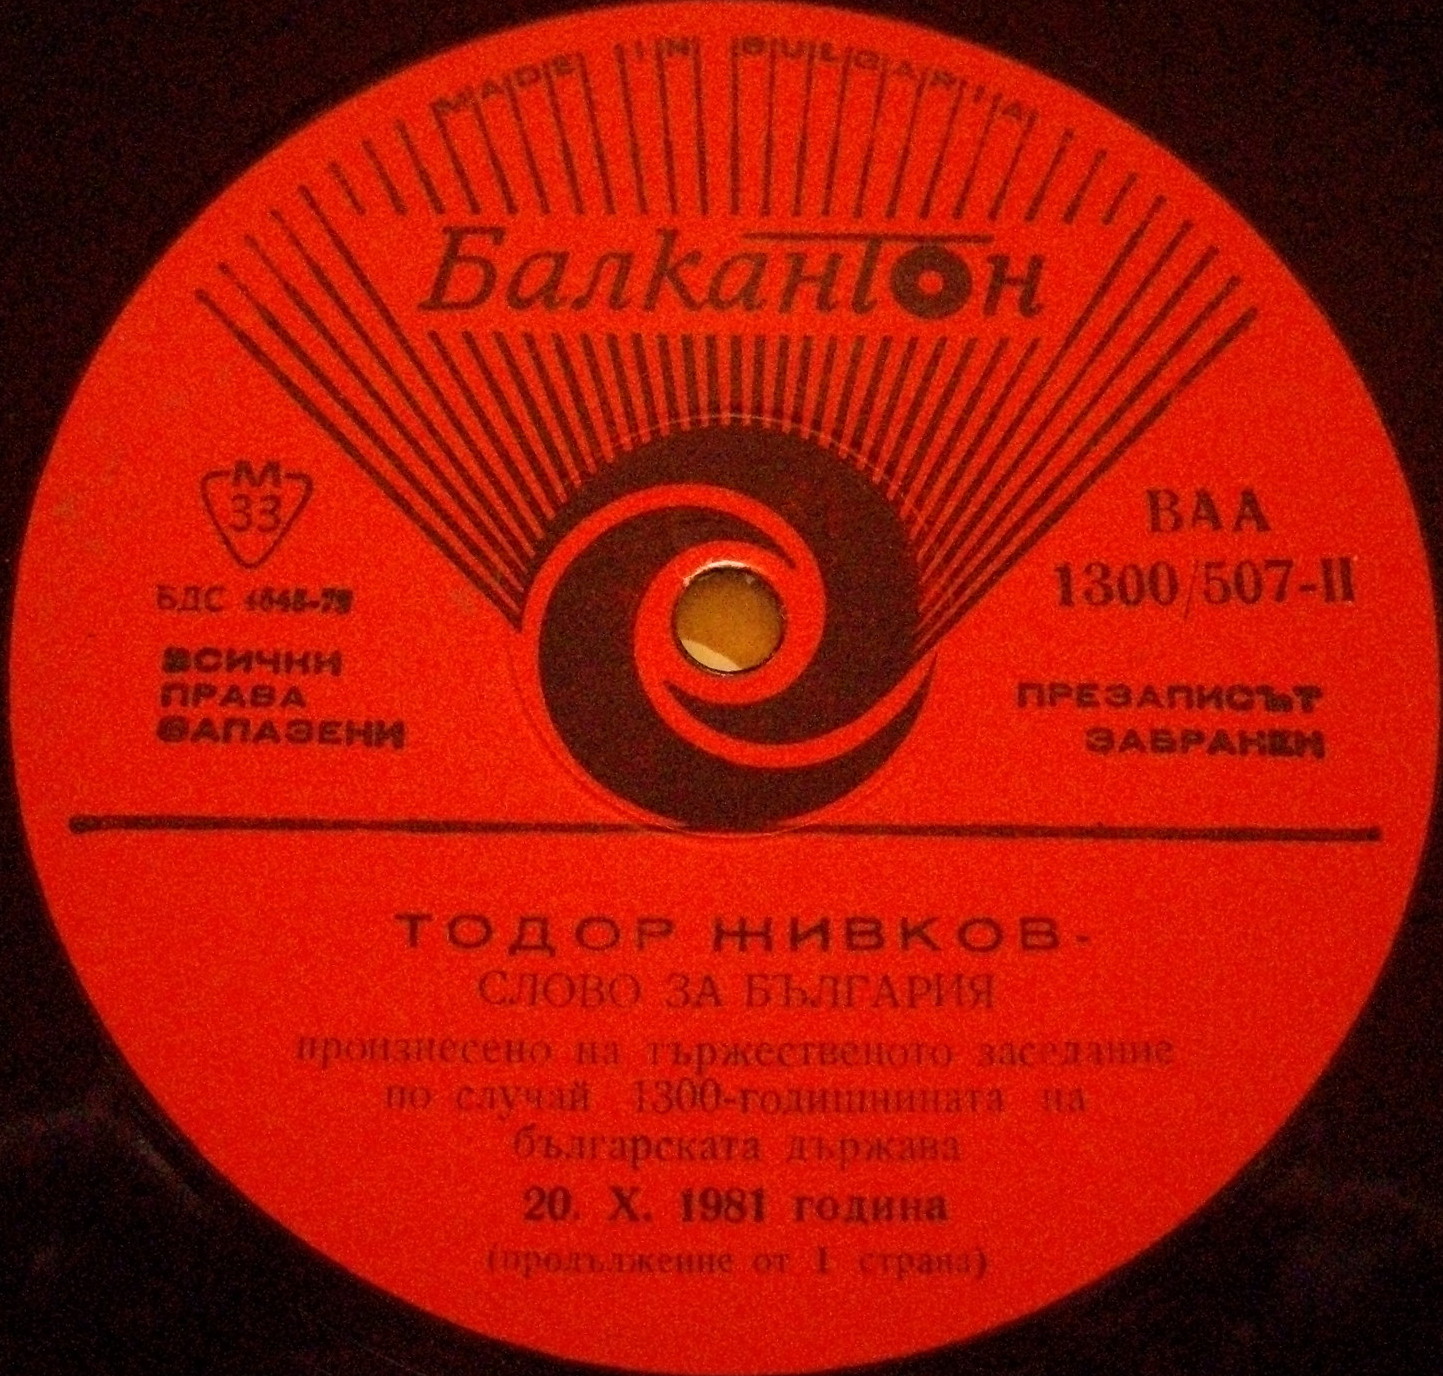 MADE IN BULGARIA
Балкантон
М
33
БДС
ВСИЧКИ
ПРАВА
ЗАПАЗЕНИ
ВАА
1300/507-II
ПРЕЗАПИСЪТ
ЗАБРАНЕН
ТОДОР ЖИВКОВ-
СЛОВО ЗА БЪЛГАРИЯ
произнесено на тържественото заседание
по случай 1300-годишнината на
българската държава
20. X. 1981 година
(продължение от I страна)